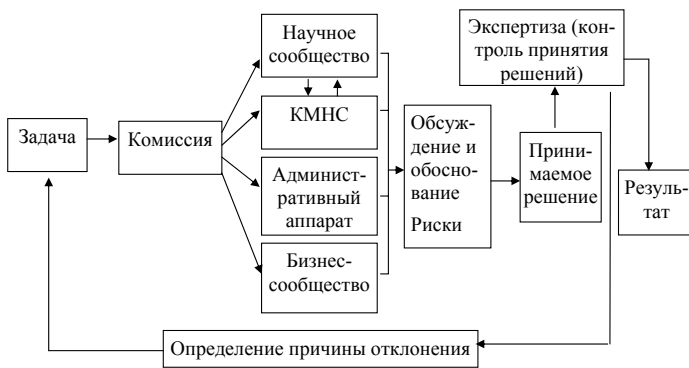 Научное
сообщество
Экспертиза (кон-
троль принятия
решений)
Задача
Комиссия
КМНС
Админист-
ративный
аппарат
Бизнес-
сообщество
Обсуж-
дение и
обосно-
вание
Риски
Прини-
маемое
решение
Резуль-
тат
Определение причины отклонения